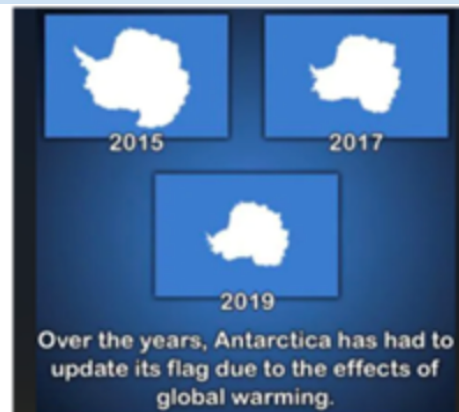 2015
2017
2019
Over the years, Antarctica has had to
update its flag due to the effects of
global warming.